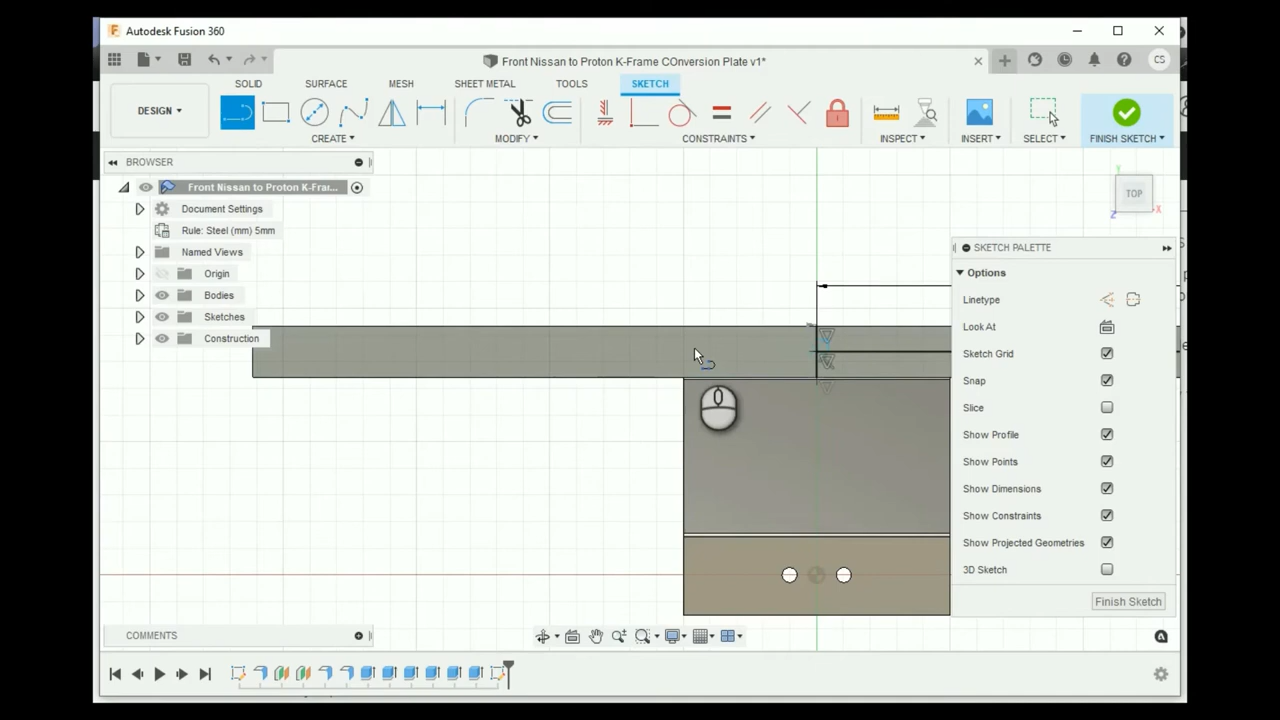 Autodesk Fusion 360
Front Nissan to Proton K-Frame COnversion Plate v1*
CS
DESIGN
SOLID
SURFACE
MESH
SHEET METAL
TOOLS
SKETCH
CREATE
MODIFY
CONSTRAINTS
INSPECT
INSERT
SELECT
FINISH SKETCH
BROWSER
Front Nissan to Proton K-Frar...
Document Settings
Rule: Steel (mm) 5mm
Named Views
Origin
Bodies
Sketches
Construction
Y
TOP
X
Z
SKETCH PALETTE
Options
Linetype
Look At
Sketch Grid
Snap
Slice
Show Profile
Show Points
Show Dimensions
Show Constraints
Show Projected Geometries
3D Sketch
Finish Sketch
COMMENTS